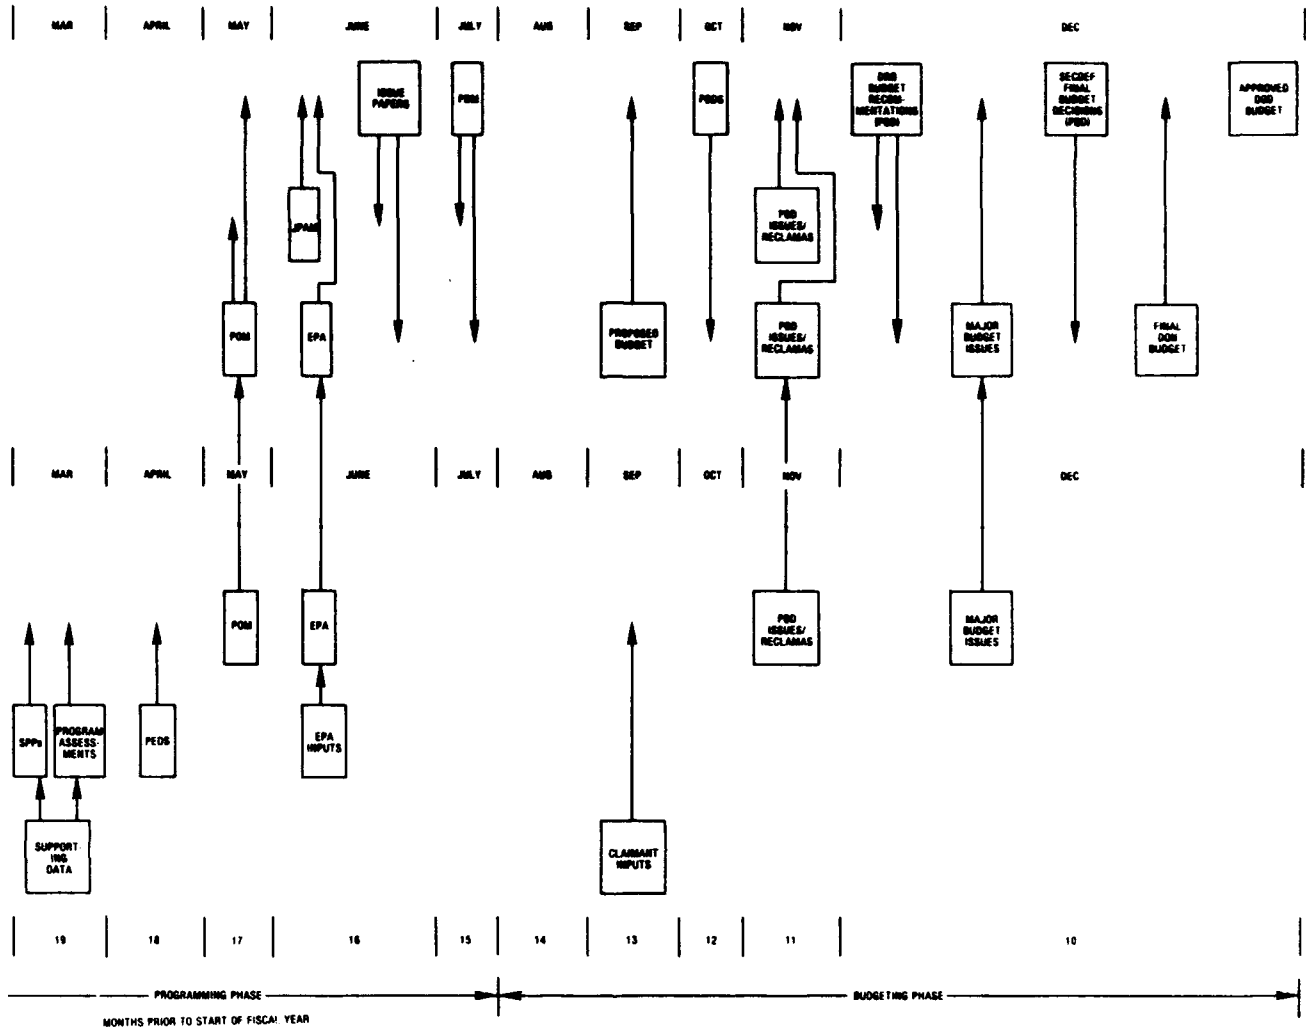 MAR APRIL MAY JUNE JULY AUG SEP OCT NOV DEC
ISSUE
PAPERS
PDM
PBDS
DRB
BUDGET
RECOM-
MENTATIONS
(PBD)
SECDEF
FINAL
BUDGET
DECISIONS
(PBD)
APPROVED
DOD
BUDGET
JPAM
PBD
ISSUES/
RECLAMAS
POM
EPA
PROPOSED
BUDGET
PBD
ISSUES/
RECLAMAS
MAJOR
BUDGET
ISSUES
FINAL
DON
BUDGET
MAR APRIL MAY JUNE JULY AUG SEP OCT NOV DEC
POM
EPA
PBD
ISSUES/
RECLAMAS
MAJOR
BUDGET
ISSUES
SPPs
PROGRAM
ASSESS-
MENTS
PEDS
EPA
INPUTS
SUPPORT-
ING
DATA
CLAIMANT
INPUTS
19 18 17 16 15 14 13 12 11 10
PROGRAMMING PHASE BUDGETING PHASE
MONTHS PRIOR TO START OF FISCAL YEAR